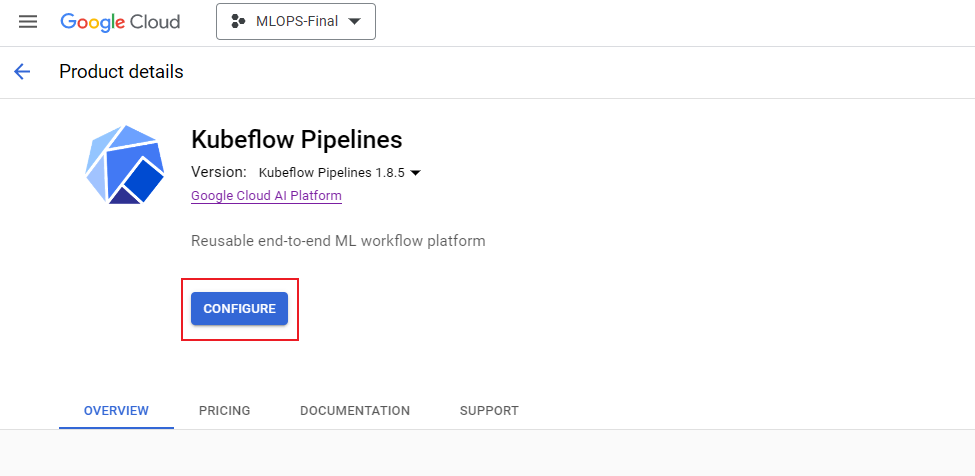 Google Cloud MLOPS-Final
Product details
Kubeflow Pipelines
Version: Kubeflow Pipelines 1.8.5
Google Cloud AI Platform
Reusable end-to-end ML workflow platform
CONFIGURE
OVERVIEW PRICING DOCUMENTATION SUPPORT